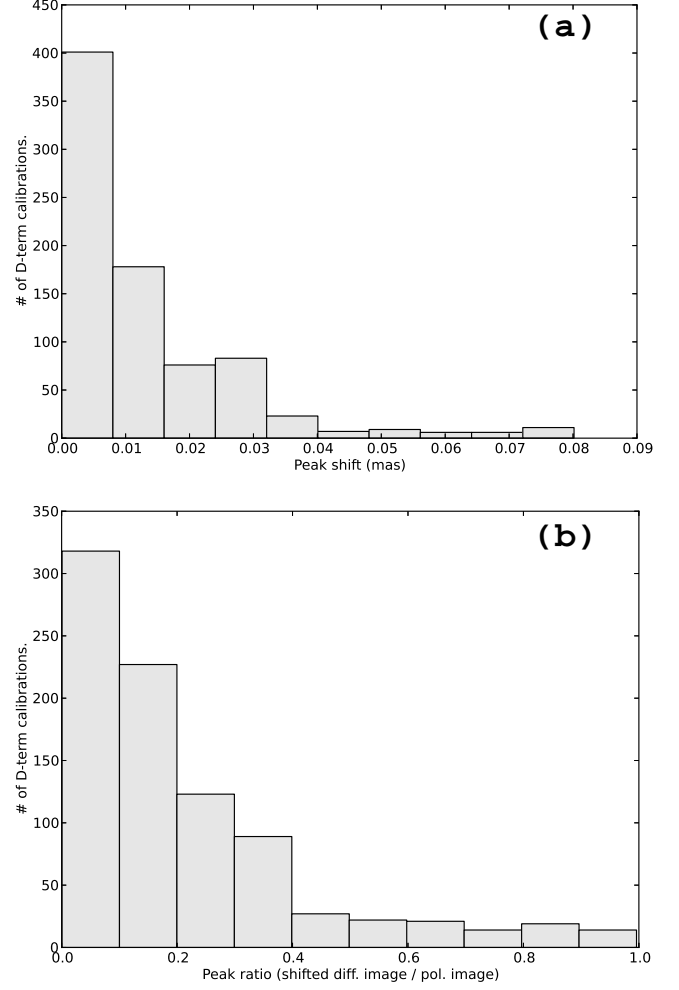 450
(a)
400
350
300
250
200
150
100
50
0
# of D-term calibrations.
0.00 0.01 0.02 0.03 0.04 0.05 0.06 0.07 0.08 0.09
Peak shift (mas)
350
(b)
300
250
200
150
100
50
0
# of D-term calibrations.
0.0 0.2 0.4 0.6 0.8 1.0
Peak ratio (shifted diff. image / pol. image)